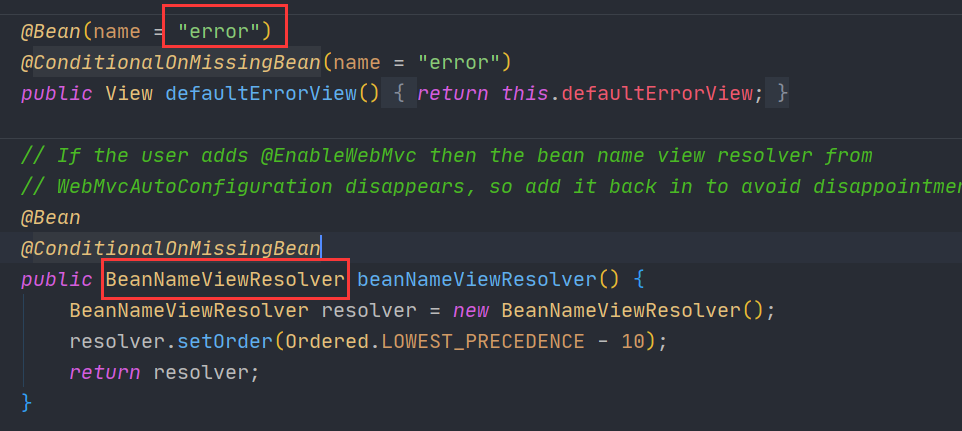 @Bean(name = "error")
@ConditionalOnMissingBean(name = "error")
public View defaultErrorView() { return this.defaultErrorView; }
// If the user adds @EnableWebMvc then the bean name view resolver from
// WebMvcAutoConfiguration disappears, so add it back in to avoid disappointmen
@Bean
@ConditionalOnMissingBean
public BeanNameViewResolver beanNameViewResolver() {
BeanNameViewResolver resolver = new BeanNameViewResolver();
resolver.setOrder(Ordered.LOWEST_PRECEDENCE - 10);
return resolver;
}